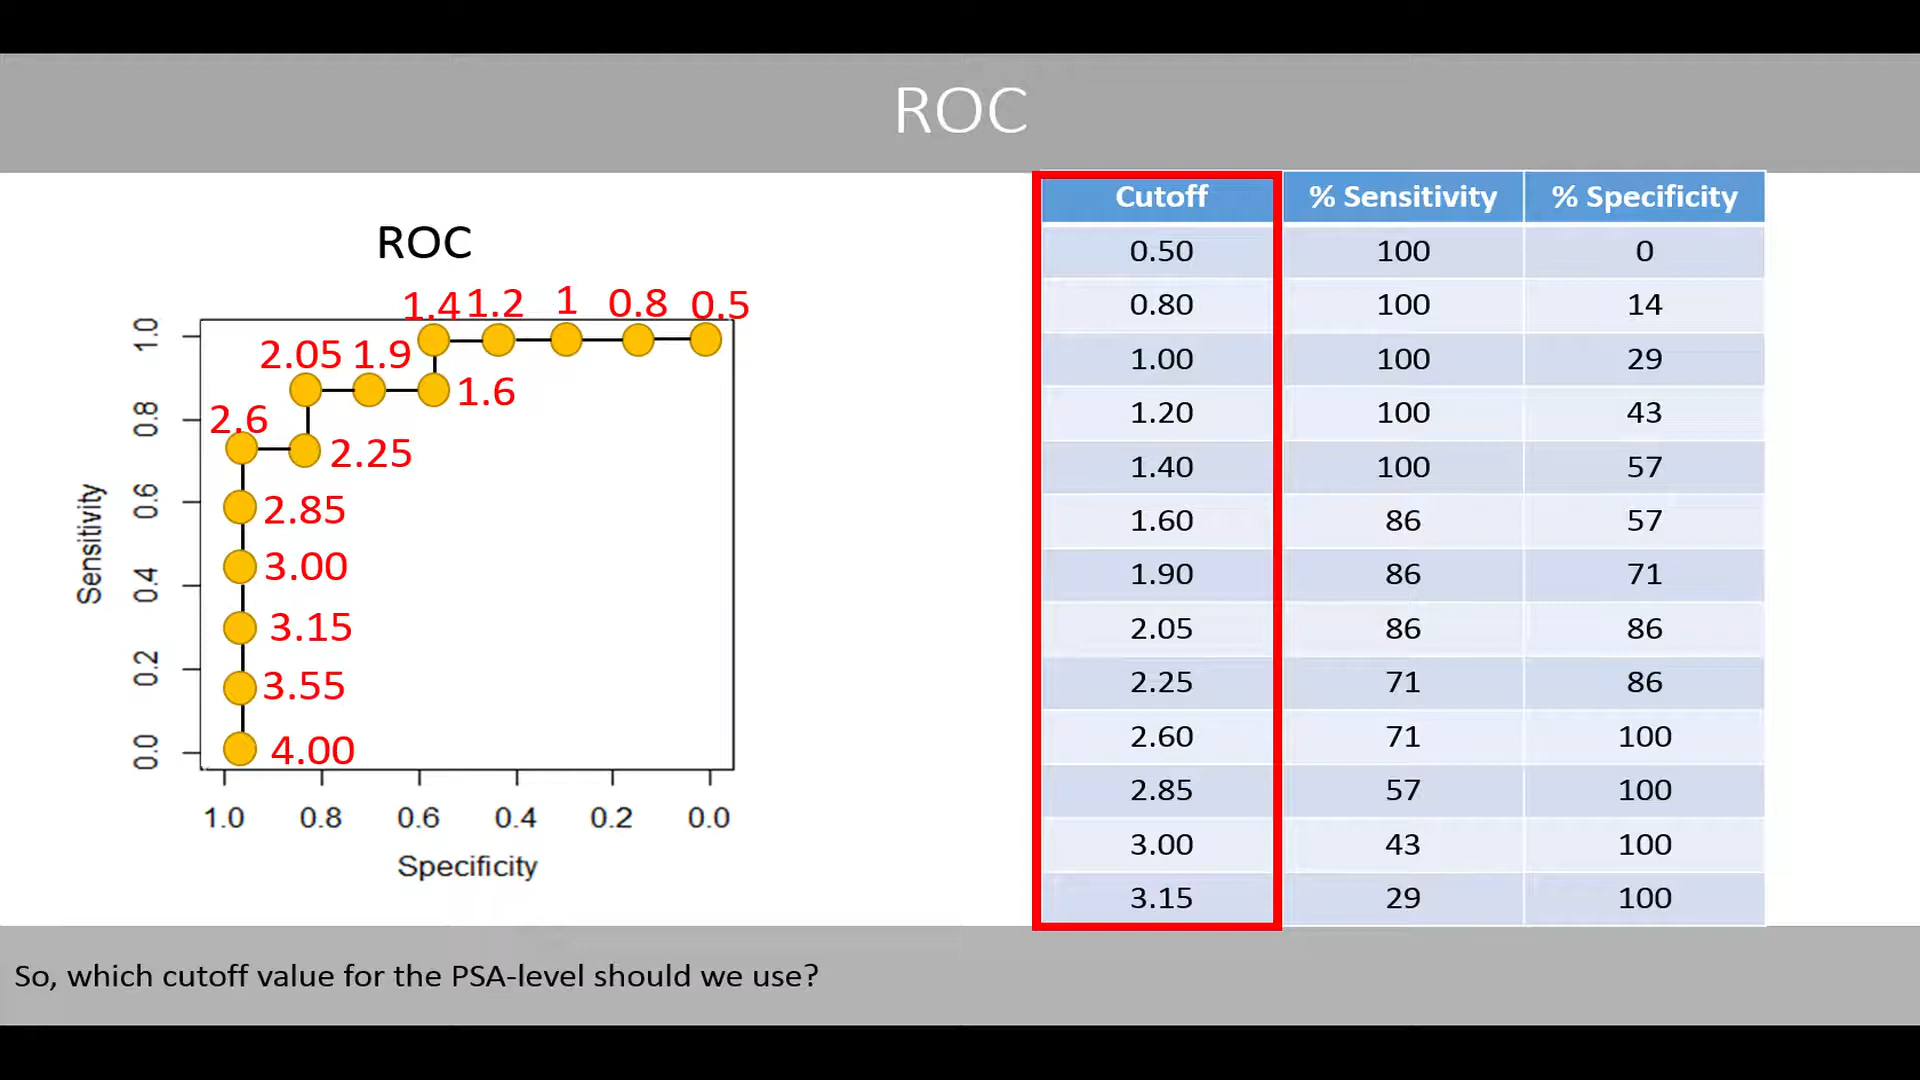 ROC
ROC
1.4 1.2 1 0.8 0.5
2.05 1.9
1.6
2.6
2.25
2.85
3.00
3.15
3.55
4.00
1.0
0.8
0.6
0.4
0.2
0.0
Sensitivity
1.0 0.8 0.6 0.4 0.2 0.0
Specificity
Cutoff % Sensitivity % Specificity
0.50 100 0
0.80 100 14
1.00 100 29
1.20 100 43
1.40 100 57
1.60 86 57
1.90 86 71
2.05 86 86
2.25 71 86
2.60 71 100
2.85 57 100
3.00 43 100
3.15 29 100
So, which cutoff value for the PSA-level should we use?